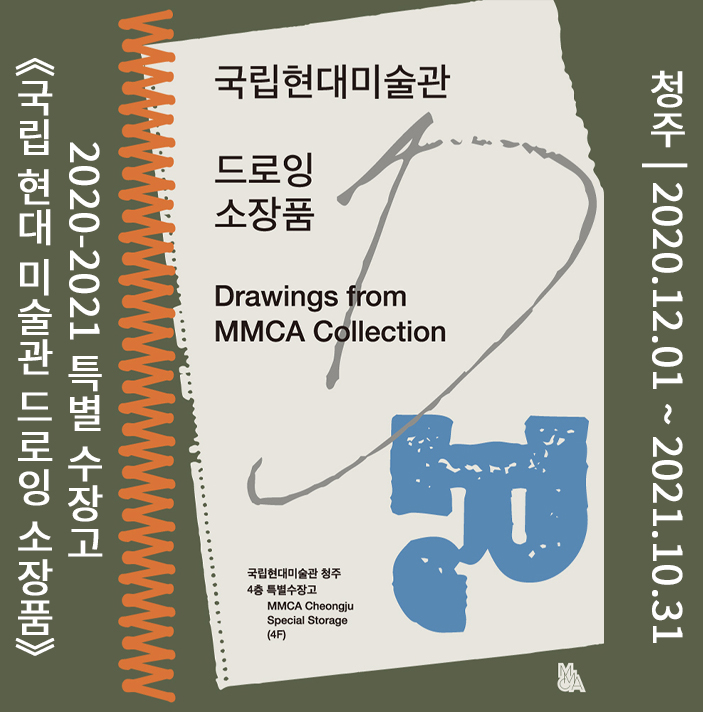 2020-2021 특별 수장고
《국립 현대 미술관 드로잉 소장품》
국립현대미술관
드로잉
소장품
Drawings from
MMCA Collection
D
R
국립현대미술관 청주
4층 특별수장고
MMCA Cheongju
Special Storage
(4F)
청주 | 2020.12.01 ~ 2021.10.31
MMCA